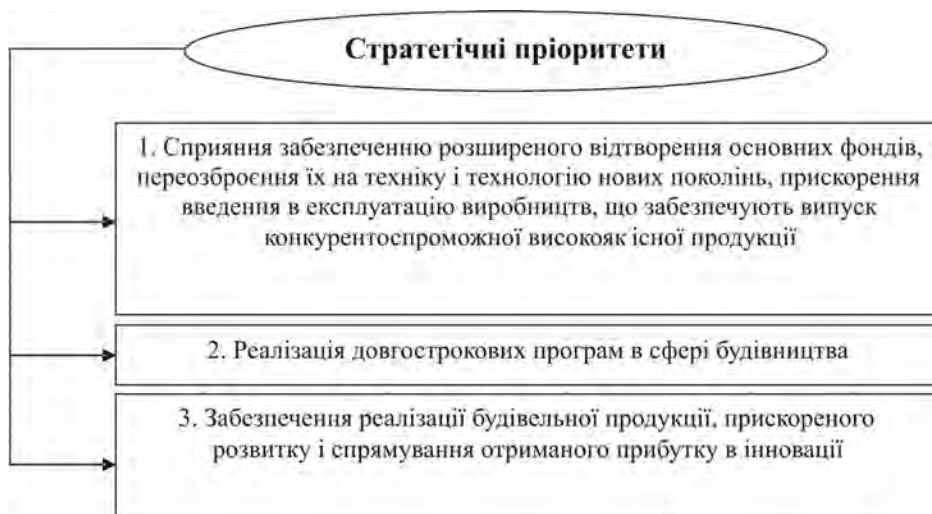 Стратегічні пріоритети
1. Сприяння забезпеченню розширеного відтворення основних фондів,
переозброєння їх на техніку і технологію нових поколінь, прискорення
введення в експлуатацію виробництв, що забезпечують випуск
конкурентоспроможної високояк існої продукції
2. Реалізація довгострокових програм в сфері будівництва
3. Забезпечення реалізації будівельної продукції, прискореного
розвитку і спрямування отриманого прибутку в інновації